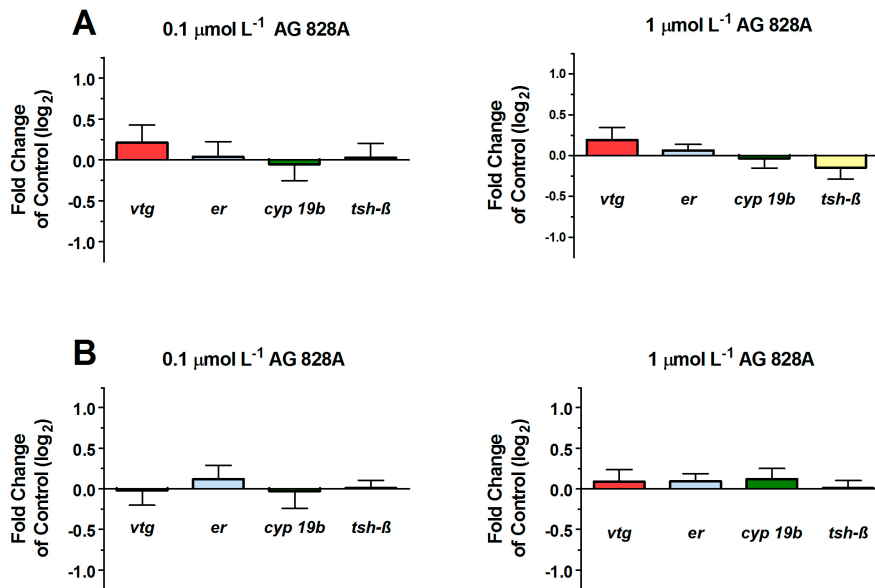 A
0.1 μmol L⁻¹ AG 828A
Fold Change
of Control (log₂)
1.0
0.5
0.0
-0.5
-1.0
vtg er cyp 19b tsh-ß
1 μmol L⁻¹ AG 828A
Fold Change
of Control (log₂)
1.0
0.5
0.0
-0.5
-1.0
vtg er cyp 19b tsh-ß
B
0.1 μmol L⁻¹ AG 828A
Fold Change
of Control (log₂)
1.0
0.5
0.0
-0.5
-1.0
vtg er cyp 19b tsh-ß
1 μmol L⁻¹ AG 828A
Fold Change
of Control (log₂)
1.0
0.5
0.0
-0.5
-1.0
vtg er cyp 19b tsh-ß